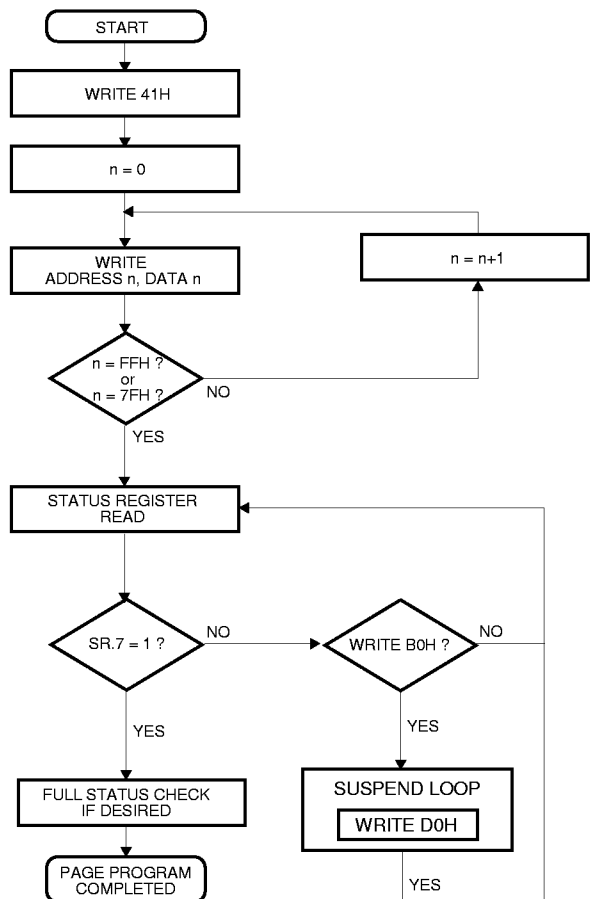 START
WRITE 41H
n = 0
WRITE
ADDRESS n, DATA n
n = n+1
n = FFH ?
or
n = 7FH ?
NO
YES
STATUS REGISTER
READ
SR.7 = 1 ?
NO
WRITE B0H ?
NO
YES
YES
FULL STATUS CHECK
IF DESIRED
SUSPEND LOOP
WRITE D0H
PAGE PROGRAM
COMPLETED
YES